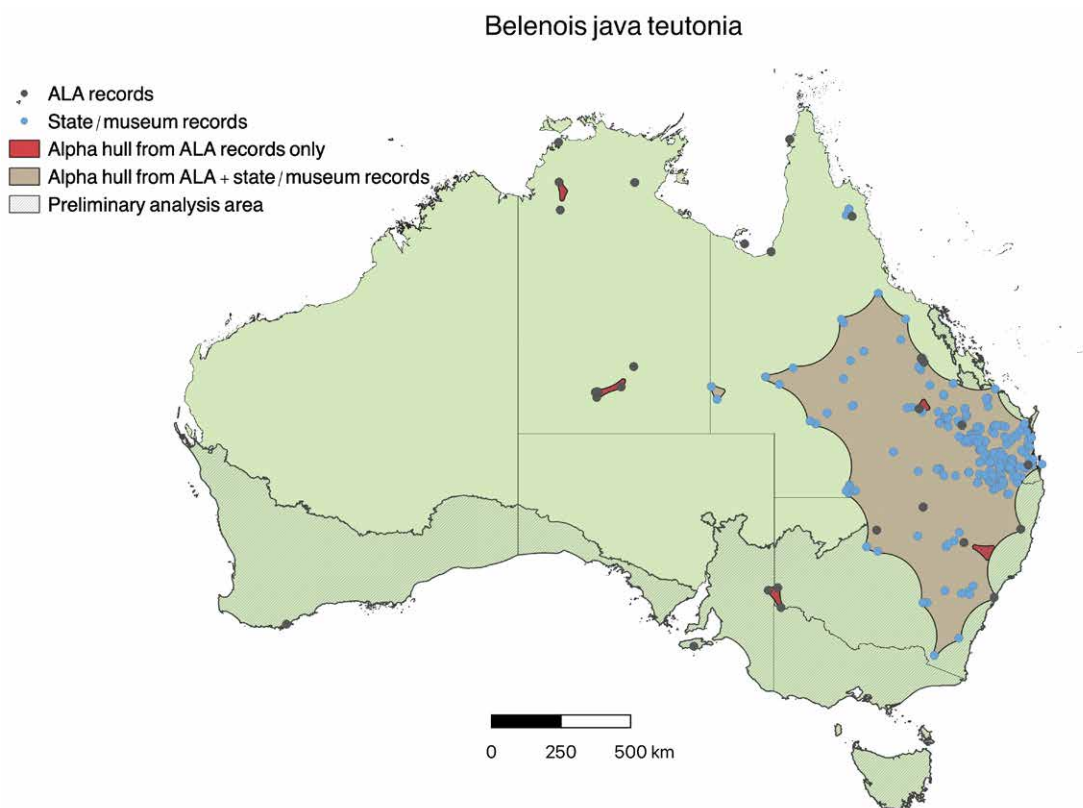 Belenois java teutonia
ALA records
State / museum records
Alpha hull from ALA records only
Alpha hull from ALA + state / museum records
Preliminary analysis area
0 250 500 km